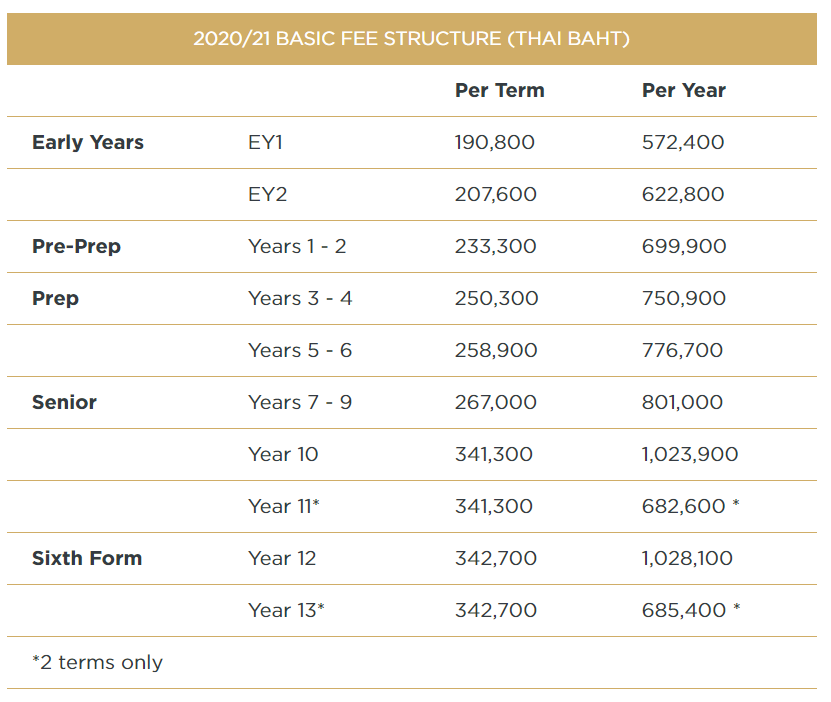 2020/21 BASIC FEE STRUCTURE (THAI BAHT)
Per Term Per Year
Early Years EY1 190,800 572,400
EY2 207,600 622,800
Pre-Prep Years 1 - 2 233,300 699,900
Prep Years 3 - 4 250,300 750,900
Years 5 - 6 258,900 776,700
Senior Years 7 - 9 267,000 801,000
Year 10 341,300 1,023,900
Year 11* 341,300 682,600 *
Sixth Form Year 12 342,700 1,028,100
Year 13* 342,700 685,400 *
*2 terms only